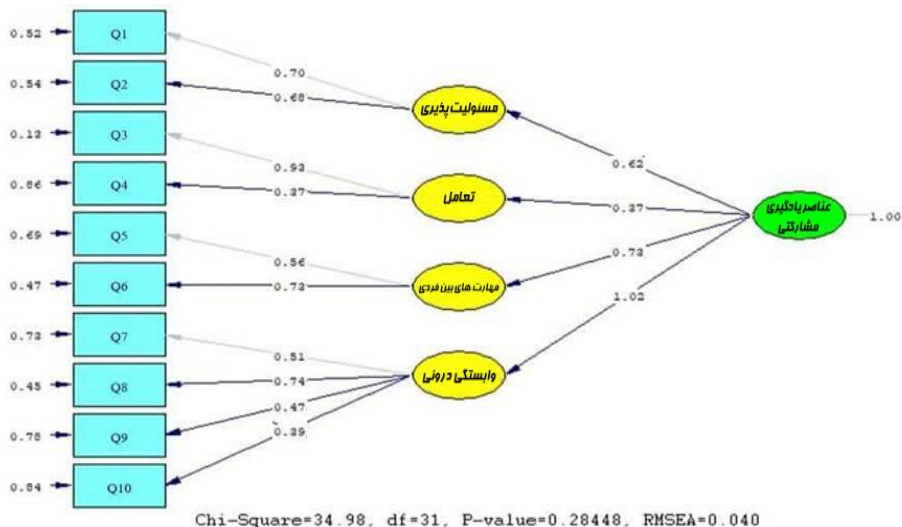 0.52 Q1
0.70
0.54 Q2
0.68
مسئولیت پذیری
0.13 Q3
0.93
0.62
0.86 Q4
0.37
تعامل
0.37
عناصر یادگیری
مشارکتی
1.00
0.69 Q5
0.56
0.73
0.47 Q6
0.73
مهارت های بین فردی
1.02
0.73 Q7
0.51
0.45 Q8
0.74
وابستگی درونی
0.78 Q9
0.47
0.84 Q10
0.39
Chi-Square=34.98, df=31, P-value=0.28448, RMSEA=0.040